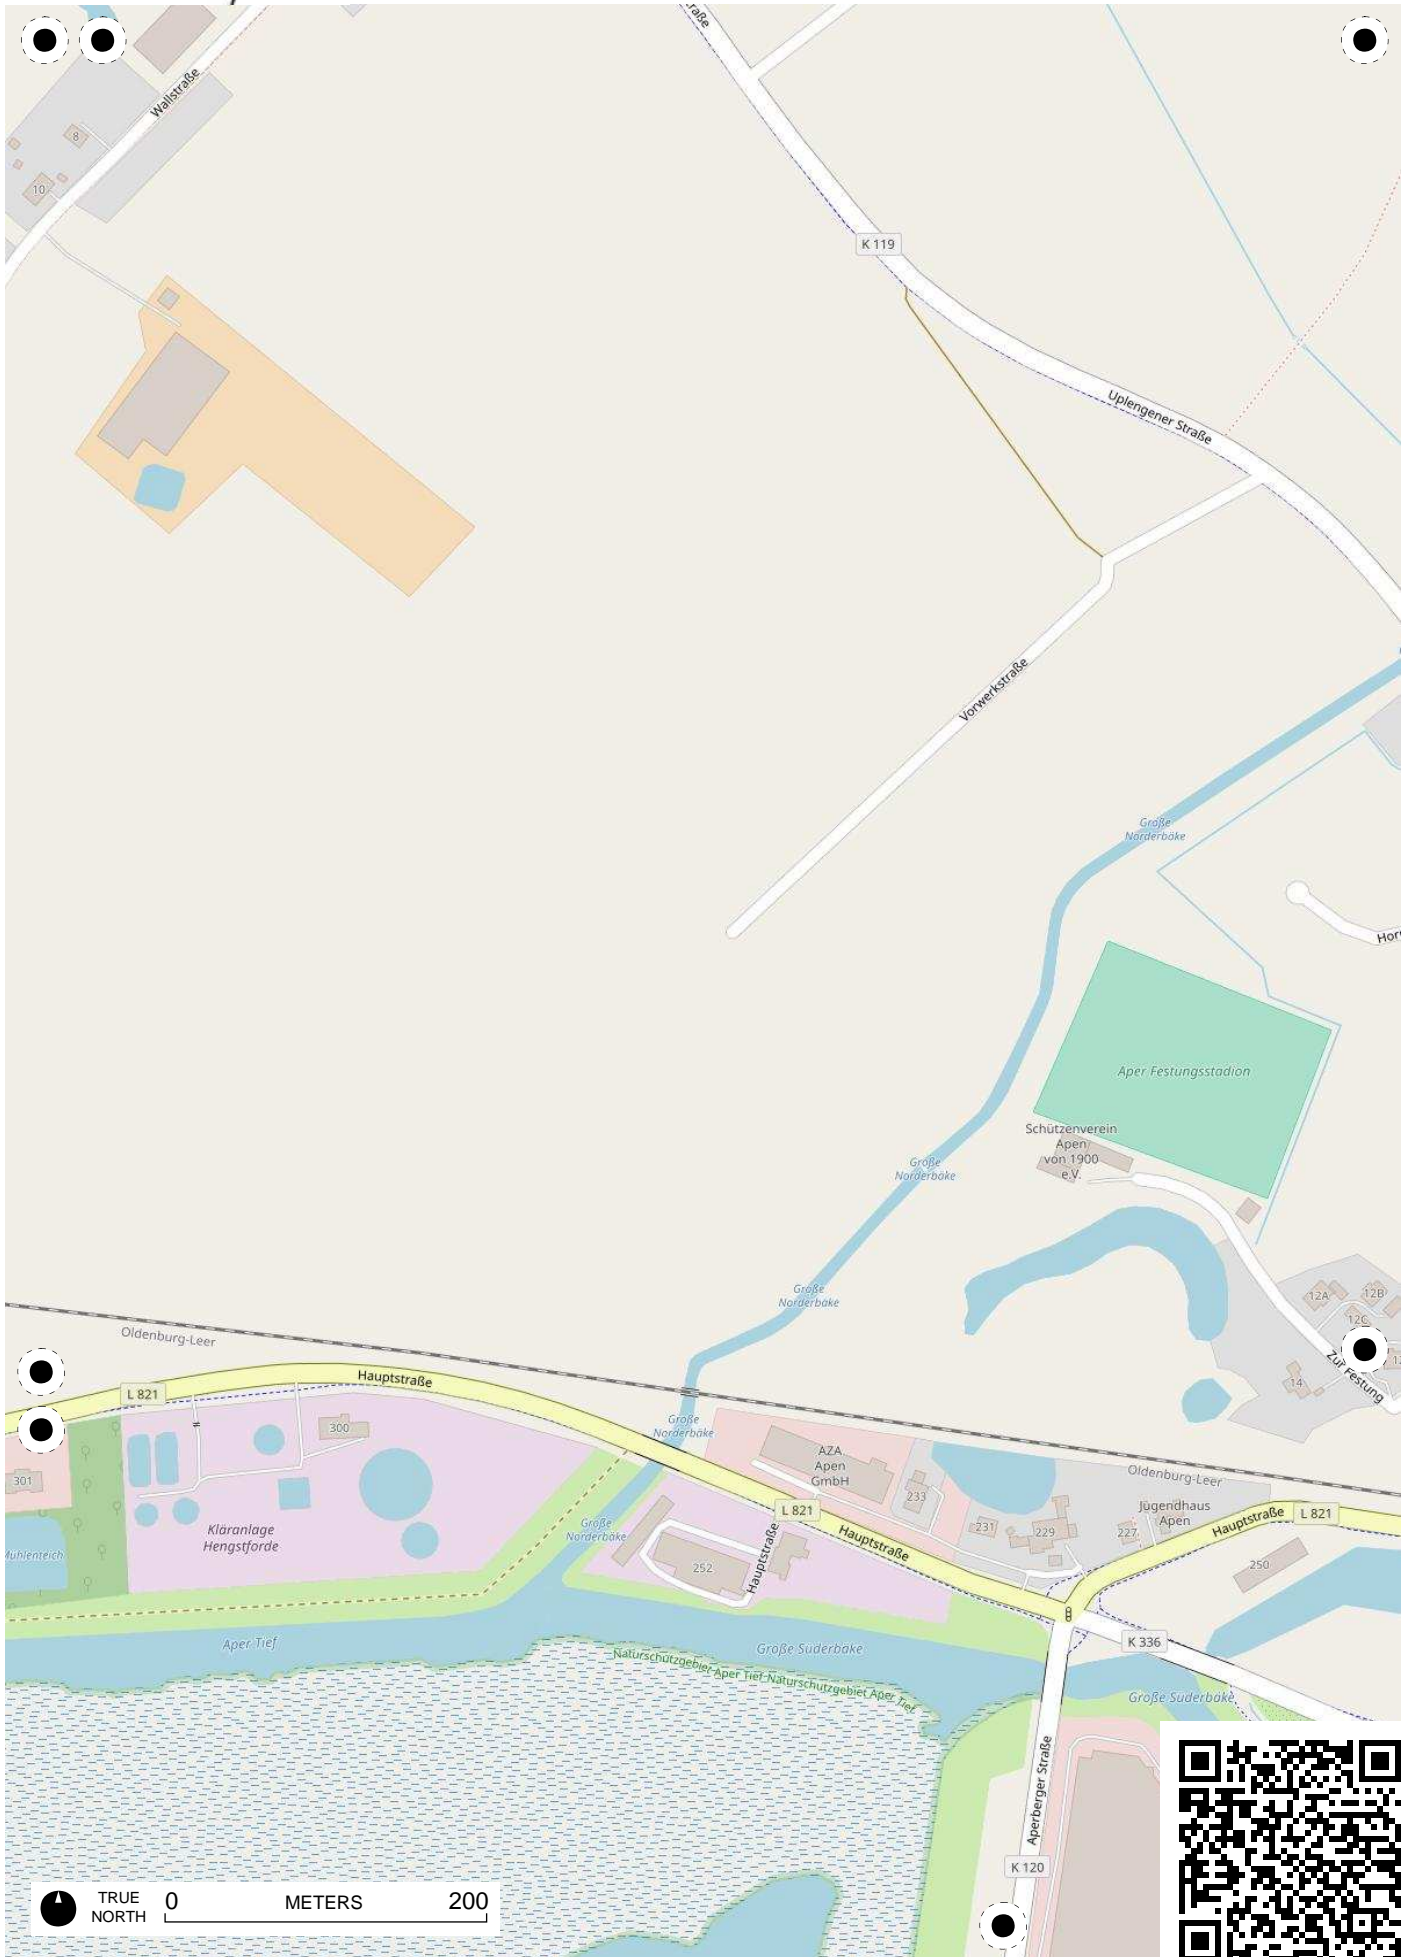 Wallstraße
8
10
K 119
Uplengener Straße
Vorwerkstraße
Große
Norderbäke
Aper Festungsstadion
Schützenverein
Apen
von 1900
e.V.
Große
Norderbäke
Große
Norderbäke
12A
12B
12C
14
Zur Festung
Oldenburg-Leer
Hauptstraße
L 821
300
301
Große
Norderbäke
AZA
Apen
GmbH
233
Oldenburg-Leer
Jugendhaus
Apen
L 821
Hauptstraße
L 821
Hauptstraße
231
229
227
250
Kläranlage
Hengstforde
Große
Norderbäke
Mühlenteich
252
Hauptstraße
K 336
Aper Tief
Große Süderbäke
Naturschutzgebiet Aper Tief Naturschutzgebiet Aper Tief
Große Süderbäke
Aperberger Straße
K 120
TRUE
NORTH
0 METERS 200